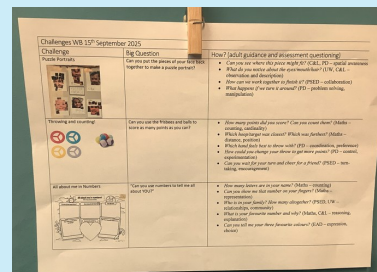 Challenges WB 15th September 2025
Challenge
Big Question
How? (adult guidance and assessment questioning)
Puzzle Portraits
Can you put the pieces of your face back
together to make a puzzle portrait?
Can you see where this piece might fit? (C&L, PD – spatial awareness
What do you notice about the eyes/mouth/hair? (UW, C&L –
observation and description)
How can we work together to finish it? (PSED – collaboration)
What happens if we turn it around? (PD – problem solving,
manipulation)
Throwing and counting!
Can you use the frisbees and balls to
score as many points as you can?
How many points did you score? Can you count them? (Maths –
counting, cardinality)
Which hoop/target was closest? Which was furthest? (Maths –
distance, position)
Which hand feels best to throw with? (PD – coordination, preference)
How could you change your throw to get more points? (PD – control,
experimentation)
Can you wait for your turn and cheer for a friend? (PSED – turn-
taking, encouragement)
All about me in Numbers
"Can you use numbers to tell me all
about YOU?"
How many letters are in your name? (Maths – counting)
Can you show me that number on your fingers? (Maths –
representation)
Who is in your family? How many altogether? (PSED, UW –
relationships, community)
What is your favourite number and why? (Maths, C&L – reasoning,
explanation)
Can you tell me your three favourite colours? (EAD – expression,
choice)